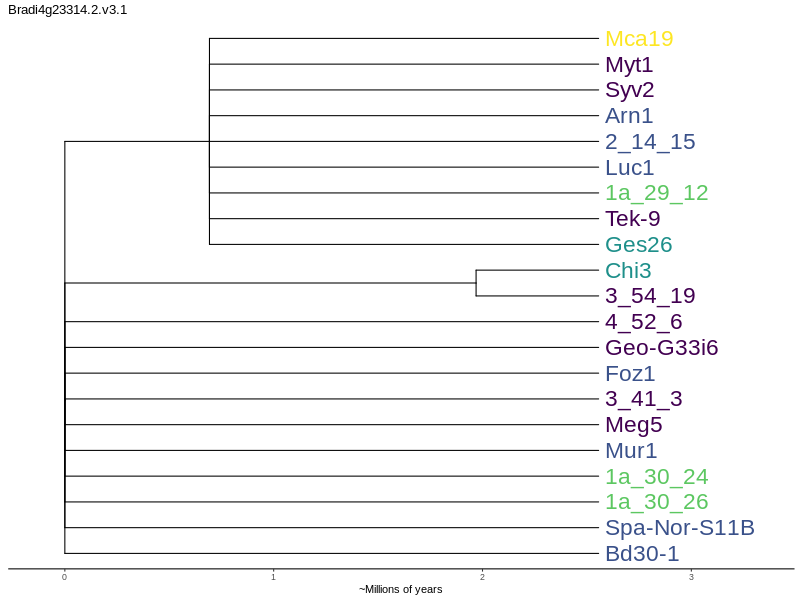 Bradi4g23314.2.v3.1
Mca19
Myt1
Syv2
Arn1
2_14_15
Luc1
1a_29_12
Tek-9
Ges26
Chi3
3_54_19
4_52_6
Geo-G33i6
Foz1
3_41_3
Meg5
Mur1
1a_30_24
1a_30_26
Spa-Nor-S11B
Bd30-1
0 1 2 3
~Millions of years